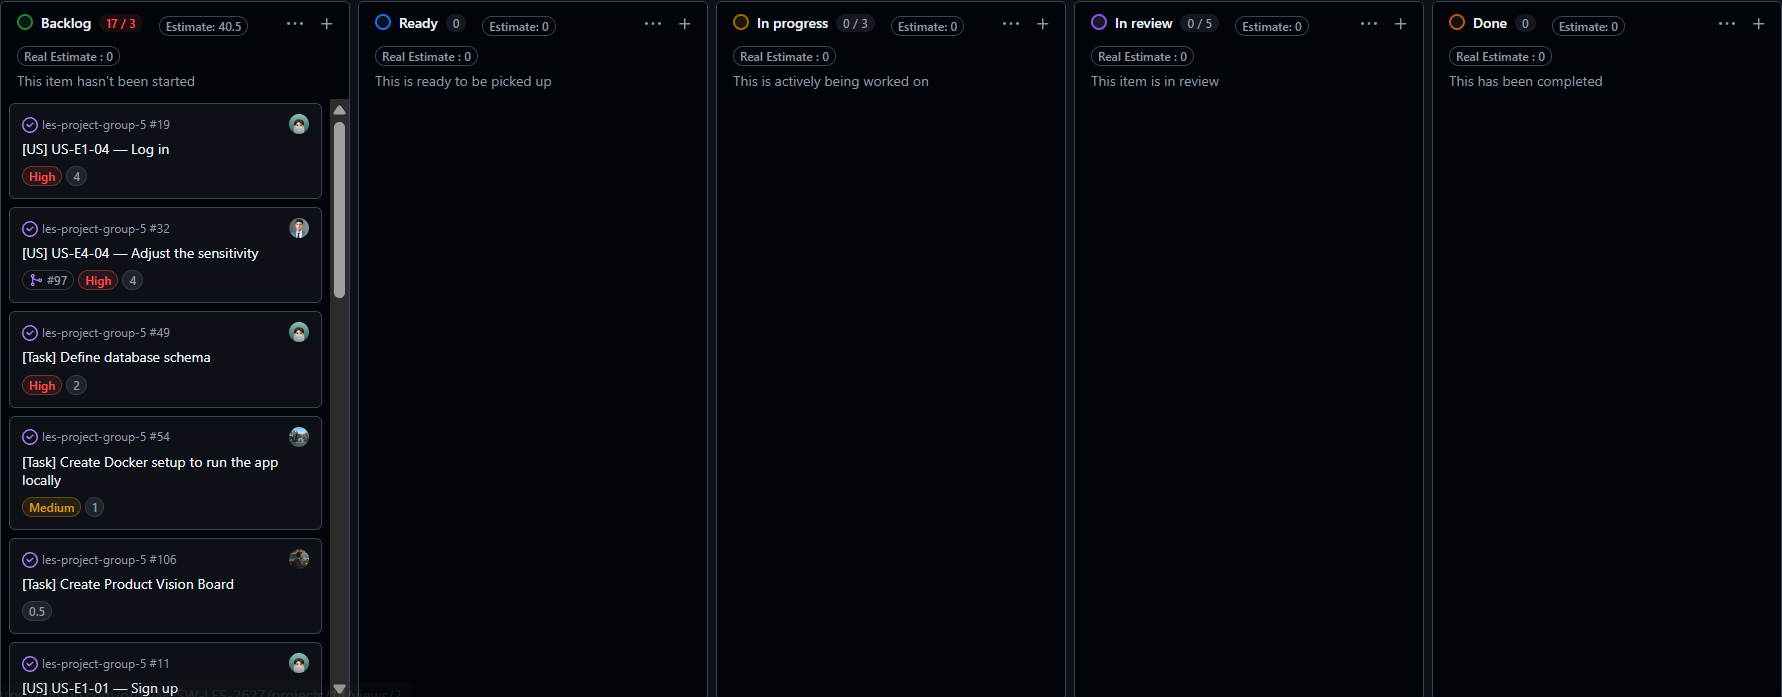 Backlog 17 / 3 Estimate: 40.5
Real Estimate : 0
This item hasn't been started
les-project-group-5 #19
[US] US-E1-04 — Log in
High 4
les-project-group-5 #32
[US] US-E4-04 — Adjust the sensitivity
#97 High 4
les-project-group-5 #49
[Task] Define database schema
High 2
les-project-group-5 #54
[Task] Create Docker setup to run the app
locally
Medium 1
les-project-group-5 #106
[Task] Create Product Vision Board
0.5
les-project-group-5 #11
[US] US-E1-01 — Sign up
Ready 0 Estimate: 0
Real Estimate : 0
This is ready to be picked up
In progress 0 / 3 Estimate: 0
Real Estimate : 0
This is actively being worked on
In review 0 / 5 Estimate: 0
Real Estimate : 0
This item is in review
Done 0 Estimate: 0
Real Estimate : 0
This has been completed